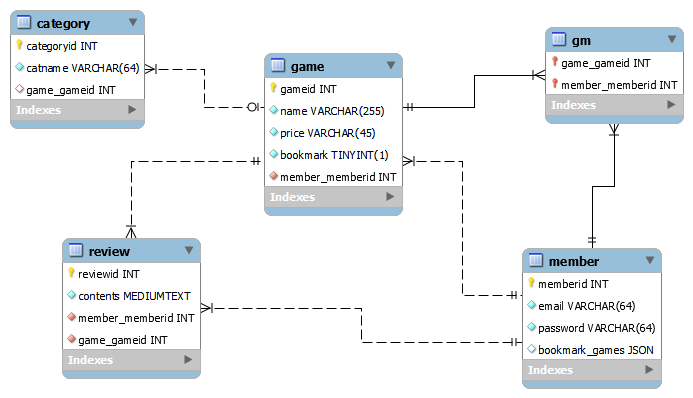 category
categoryid INT
catname VARCHAR(64)
game_gameid INT
Indexes
game
gameid INT
name VARCHAR(255)
price VARCHAR(45)
bookmark TINYINT(1)
member_memberid INT
Indexes
gm
game_gameid INT
member_memberid INT
Indexes
review
reviewid INT
contents MEDIUMTEXT
member_memberid INT
game_gameid INT
Indexes
member
memberid INT
email VARCHAR(64)
password VARCHAR(64)
bookmark_games JSON
Indexes